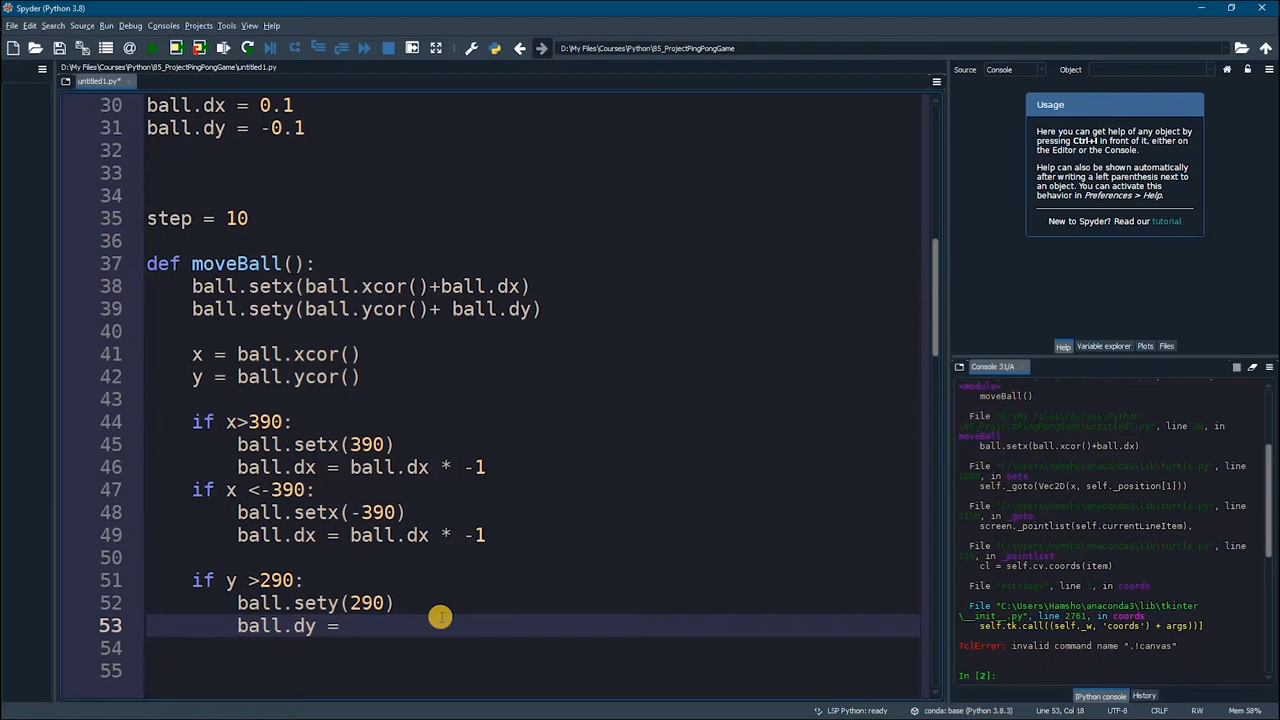 Spyder (Python 3.8)
File Edit Search Source Run Debug Consoles Projects Tools View Help
D:\My Files\Courses\Python\85_ProjectPingPongGame
D:\My Files\Courses\Python\85_ProjectPingPongGame\untitled1.py
untitled1.py*
30 ball.dx = 0.1
31 ball.dy = -0.1
32
33
34
35 step = 10
36
37 def moveBall():
38 ball.setx(ball.xcor()+ball.dx)
39 ball.sety(ball.ycor()+ ball.dy)
40
41 x = ball.xcor()
42 y = ball.ycor()
43
44 if x>390:
45 ball.setx(390)
46 ball.dx = ball.dx * -1
47 if x <-390:
48 ball.setx(-390)
49 ball.dx = ball.dx * -1
50
51 if y >290:
52 ball.sety(290)
53 ball.dy =
54
55
Source Console Object
Usage
Here you can get help of any object by
pressing Ctrl+I in front of it, either on
the Editor or the Console.
Help can also be shown automatically
after writing a left parenthesis next to
an object. You can activate this
behavior in Preferences > Help.
New to Spyder? Read our tutorial
Help Variable explorer Plots Files
Console 31/A
<module>
moveBall()
File "D:\My Files\Courses\Python
\85_ProjectPingPongGame\untitled1.py", line 38, in
moveBall
ball.setx(ball.xcor()+ball.dx)
File "C:\Users\Hamsho\anaconda3\lib\turtle.py", line
in setx
self._goto(Vec2D(x, self._position[1]))
File "C:\Users\Hamsho\anaconda3\lib\turtle.py", line
in _goto
screen._pointlist(self.currentLineItem),
File "C:\Users\Hamsho\anaconda3\lib\turtle.py", line
in _pointlist
cl = self.cv.coords(item)
File "<string>", line 1, in coords
File "C:\Users\Hamsho\anaconda3\lib\tkinter
\__init__.py", line 2761, in coords
self.tk.call((self._w, 'coords') + args))]
TclError: invalid command name ".!canvas"
In [2]:
IPython console History
LSP Python: ready conda: base (Python 3.8.3) Line 53, Col 18 UTF-8 CRLF RW Mem 58%